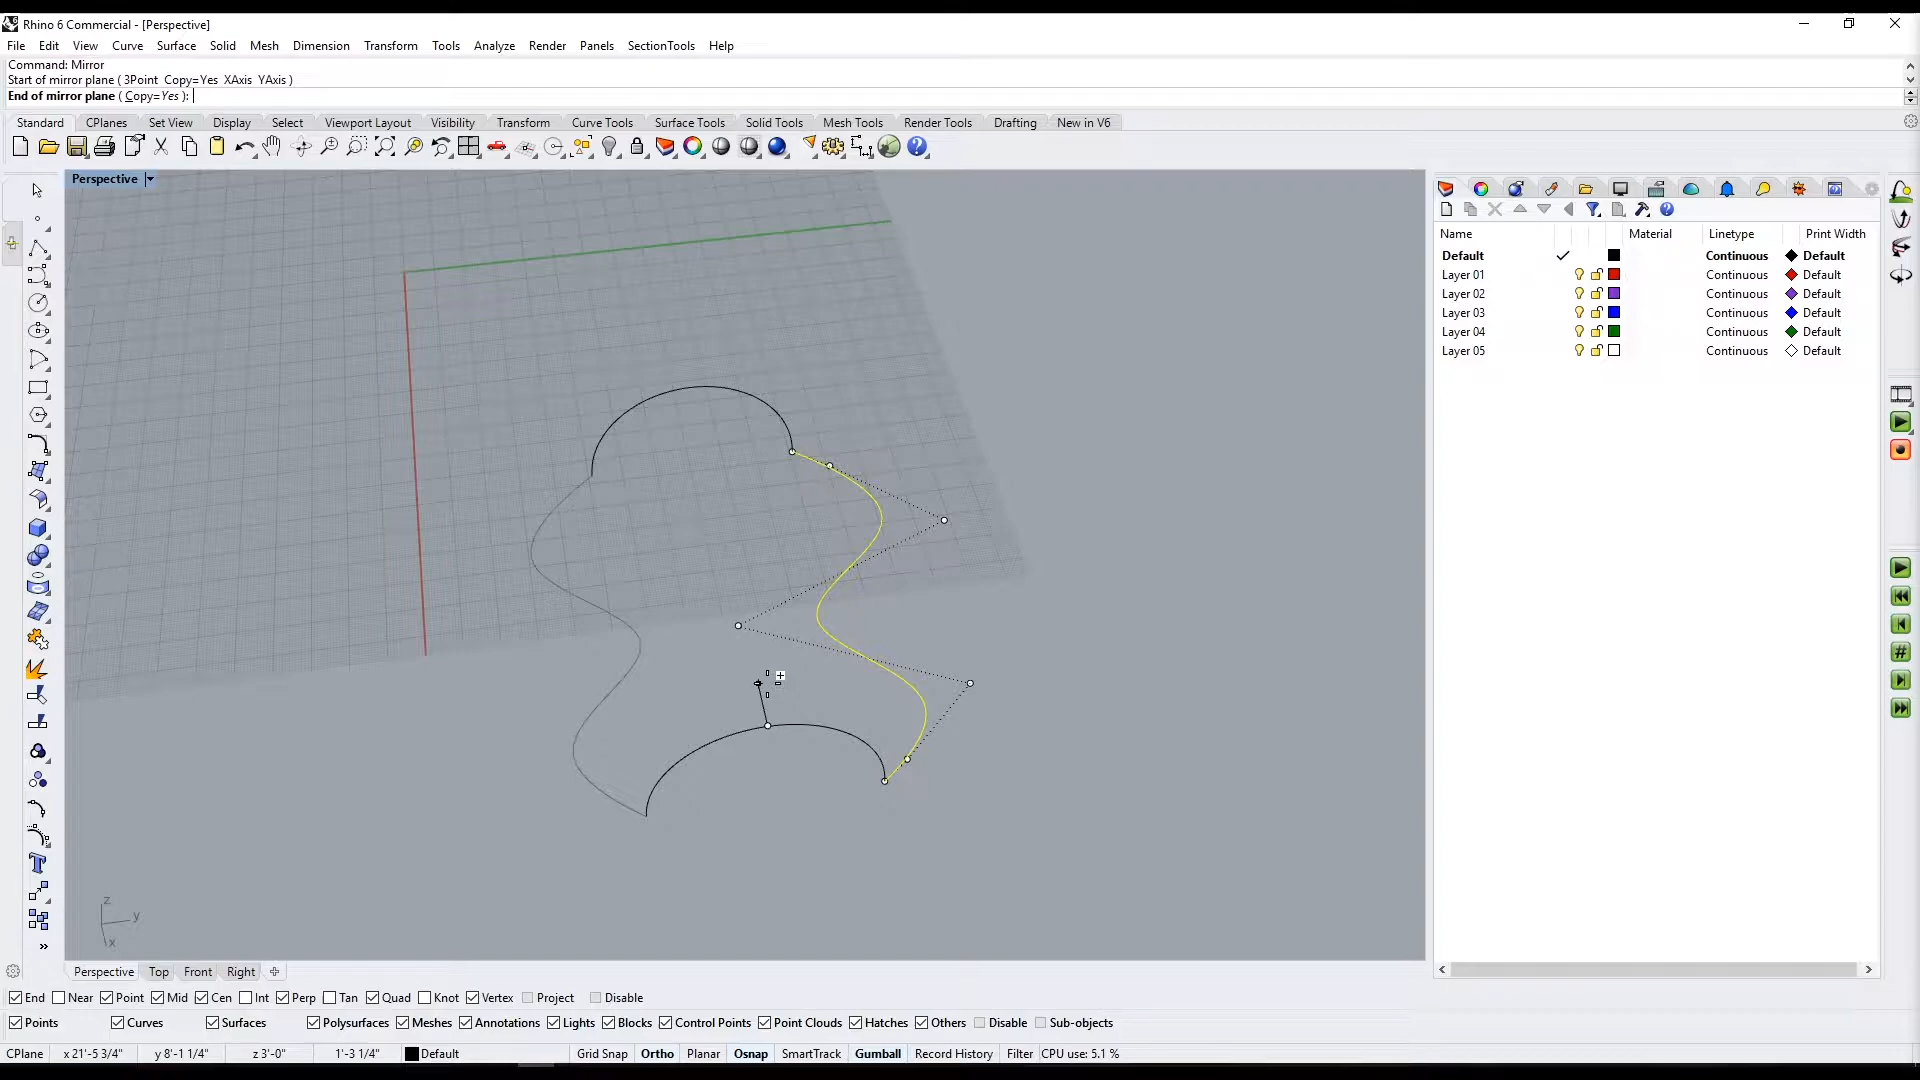 Rhino 6 Commercial - [Perspective]
File Edit View Curve Surface Solid Mesh Dimension Transform Tools Analyze Render Panels SectionTools Help
Command: Mirror
Start of mirror plane ( 3Point Copy=Yes XAxis YAxis )
End of mirror plane ( Copy=Yes ):
Standard CPlanes Set View Display Select Viewport Layout Visibility Transform Curve Tools Surface Tools Solid Tools Mesh Tools Render Tools Drafting New in V6
Perspective
Name Material Linetype Print Width
Default Continuous Default
Layer 01 Continuous Default
Layer 02 Continuous Default
Layer 03 Continuous Default
Layer 04 Continuous Default
Layer 05 Continuous Default
z
y
x
Perspective Top Front Right
End Near Point Mid Cen Int Perp Tan Quad Knot Vertex Project Disable
Points Curves Surfaces Polysurfaces Meshes Annotations Lights Blocks Control Points Point Clouds Hatches Others Disable Sub-objects
CPlane x 21'-5 3/4" y 8'-1 1/4" z 3'-0" 1'-3 1/4" Default Grid Snap Ortho Planar Osnap SmartTrack Gumball Record History Filter CPU use: 5.1 %